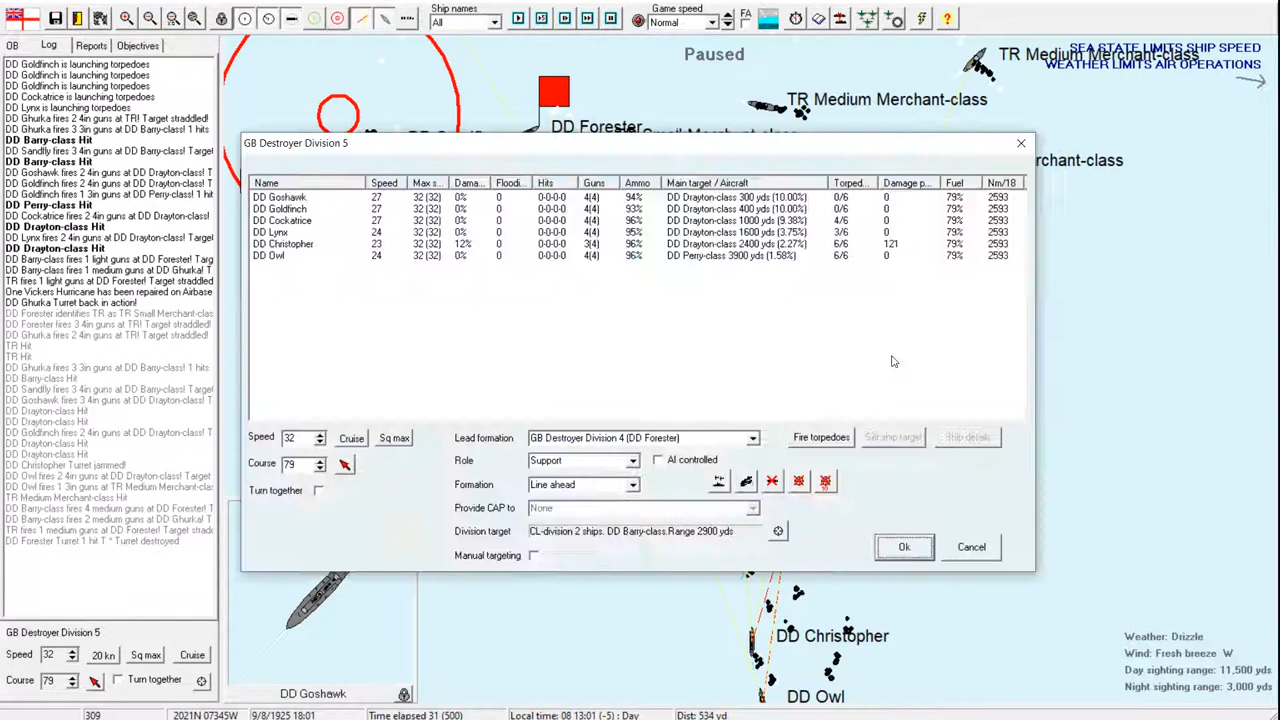 Ship names
All
Game speed
Normal
FA
OB
Log
Reports
Objectives
DD Goldfinch is launching torpedoes
DD Goldfinch is launching torpedoes
DD Goldfinch is launching torpedoes
DD Cockatrice is launching torpedoes
DD Lynx is launching torpedoes
DD Ghurka fires 2 4in guns at TR! Target straddled!
DD Ghurka fires 3 3in guns at DD Barry-class! 1 hits
DD Barry-class Hit
DD Sandfly fires 3 4in guns at DD Barry-class! Target
DD Barry-class Hit
DD Goshawk fires 2 4in guns at DD Drayton-class! T
DD Goldfinch fires 2 4in guns at DD Drayton-class! T
DD Goldfinch fires 1 3in guns at DD Perry-class! 1 hit
DD Perry-class Hit
DD Cockatrice fires 2 4in guns at DD Drayton-class!
DD Drayton-class Hit
DD Lynx fires 2 4in guns at DD Drayton-class! Target
DD Drayton-class Hit
DD Barry-class fires 1 light guns at DD Forester! Target
DD Barry-class fires 1 medium guns at DD Ghurka! T
TR fires 1 light guns at DD Forester! Target straddled
One Vickers Hurricane has been repaired on Airbase
DD Ghurka Turret back in action!
DD Forester identifies TR as TR Small Merchant-clas
DD Forester fires 3 3in guns at TR! Target straddled!
DD Ghurka fires 2 4in guns at TR! Target straddled!
TR Hit
TR Hit
DD Ghurka fires 3 3in guns at DD Barry-class! 1 hits
DD Barry-class Hit
DD Sandfly fires 3 4in guns at DD Barry-class! Target
DD Goshawk fires 2 4in guns at DD Drayton-class! T
DD Drayton-class Hit
DD Drayton-class Hit
DD Goldfinch fires 2 4in guns at DD Drayton-class! T
DD Drayton-class Hit
DD Drayton-class Hit
DD Christopher Turret jammed!
DD Owl fires 2 4in guns at DD Drayton-class! Target
DD Owl fires 1 3in guns at TR Medium Merchant-clas
TR Medium Merchant-class Hit
DD Barry-class fires 4 medium guns at DD Forester! T
DD Barry-class fires 2 medium guns at DD Ghurka! T
TR fires 1 medium guns at DD Forester! Target strad
DD Forester Turret 1 hit T * Turret destroyed
Paused
SEA STATE LIMITS SHIP SPEED
WEATHER LIMITS AIR OPERATIONS
TR Medium Merchant-class
TR Medium Merchant-class
DD Forester
rchant-class
GB Destroyer Division 5
Name Speed Max s... Dama... Floodi... Hits Guns Ammo Main target / Aircraft Torped... Damage p... Fuel Nm/18
DD Goshawk 27 32 (32) 0% 0 0-0-0-0 4(4) 94% DD Drayton-class 300 yds (10.00%) 0/6 0 79% 2593
DD Goldfinch 27 32 (32) 0% 0 0-0-0-0 4(4) 93% DD Drayton-class 400 yds (10.00%) 0/6 0 79% 2593
DD Cockatrice 27 32 (32) 0% 0 0-0-0-0 4(4) 96% DD Drayton-class 1000 yds (9.38%) 4/6 0 79% 2593
DD Lynx 24 32 (32) 0% 0 0-0-0-0 4(4) 95% DD Drayton-class 1600 yds (3.75%) 3/6 0 79% 2593
DD Christopher 23 32 (32) 12% 0 0-0-0-0 3(4) 96% DD Drayton-class 2400 yds (2.27%) 6/6 121 79% 2593
DD Owl 24 32 (32) 0% 0 0-0-0-0 4(4) 96% DD Perry-class 3900 yds (1.58%) 6/6 0 79% 2593
Speed 32 Cruise Sq max
Course 79
Turn together
Lead formation GB Destroyer Division 4 (DD Forester)
Role Support AI controlled
Formation Line ahead
Provide CAP to None
Division target CL-division 2 ships. DD Barry-class.Range 2900 yds
Manual targeting
Fire torpedoes Set ship target Ship details
Ok Cancel
DD Christopher
DD Owl
Weather: Drizzle
Wind: Fresh breeze W
Day sighting range: 11,500 yds
Night sighting range: 3,000 yds
GB Destroyer Division 5
Speed 32 20 kn Sq max Cruise
Course 79 Turn together
DD Goshawk
309 2021N 07345W 9/8/1925 18:01 Time elapsed 31 (500) Local time: 08 13:01 (-5) : Day Dist: 534 yd